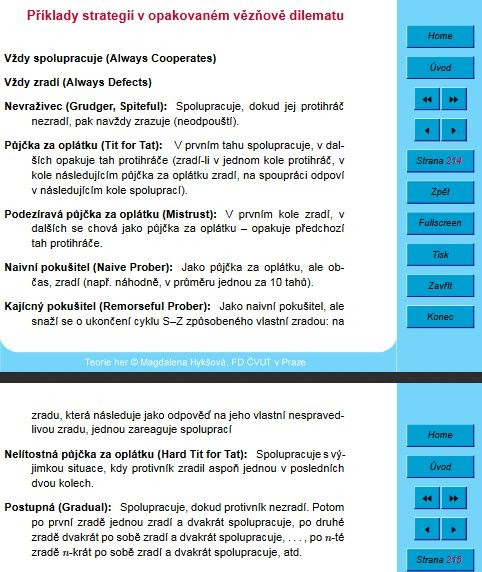 Příklady strategií v opakovaném vězňově dilematu
Home
Vždy spolupracuje (Always Cooperates)
Úvod
Vždy zradí (Always Defects)
Nevraživec (Grudger, Spiteful): Spolupracuje, dokud jej protihráč
nezradí, pak navždy zrazuje (neodpouští).
Půjčka za oplátku (Tit for Tat): V prvním tahu spolupracuje, v dal-
ších opakuje tah protihráče (zradí-li v jednom kole protihráč, v
kole následujícím půjčka za oplátku zradí, na spoupráci odpoví
v následujícím kole spoluprací).
Strana 214
Zpět
Podezíravá půjčka za oplátku (Mistrust): V prvním kole zradí, v
dalších se chová jako půjčka za oplátku – opakuje předchozí
tah protihráče.
Fullscreen
Tisk
Naivní pokušitel (Naive Prober): Jako půjčka za oplátku, ale ob-
čas, zradí (např. náhodně, v průměru jednou za 10 tahů).
Zavřít
Kajícný pokušitel (Remorseful Prober): Jako naivní pokušitel, ale
snaží se o ukončení cyklu S–Z způsobeného vlastní zradou: na
Konec
Teorie her © Magdalena Hykšová, FD ČVUT v Praze
zradu, která následuje jako odpověď na jeho vlastní nespraved-
livou zradu, jednou zareaguje spoluprací
Home
Nelítostná půjčka za oplátku (Hard Tit for Tat): Spolupracuje s vý-
jimkou situace, kdy protivník zradil aspoň jednou v posledních
dvou kolech.
Úvod
Postupná (Gradual): Spolupracuje, dokud protivník nezradí. Potom
po první zradě jednou zradí a dvakrát spolupracuje, po druhé
zradě dvakrát po sobě zradí a dvakrát spolupracuje, . . . , po n-té
zradě n-krát po sobě zradí a dvakrát spolupracuje, atd.
Strana 215